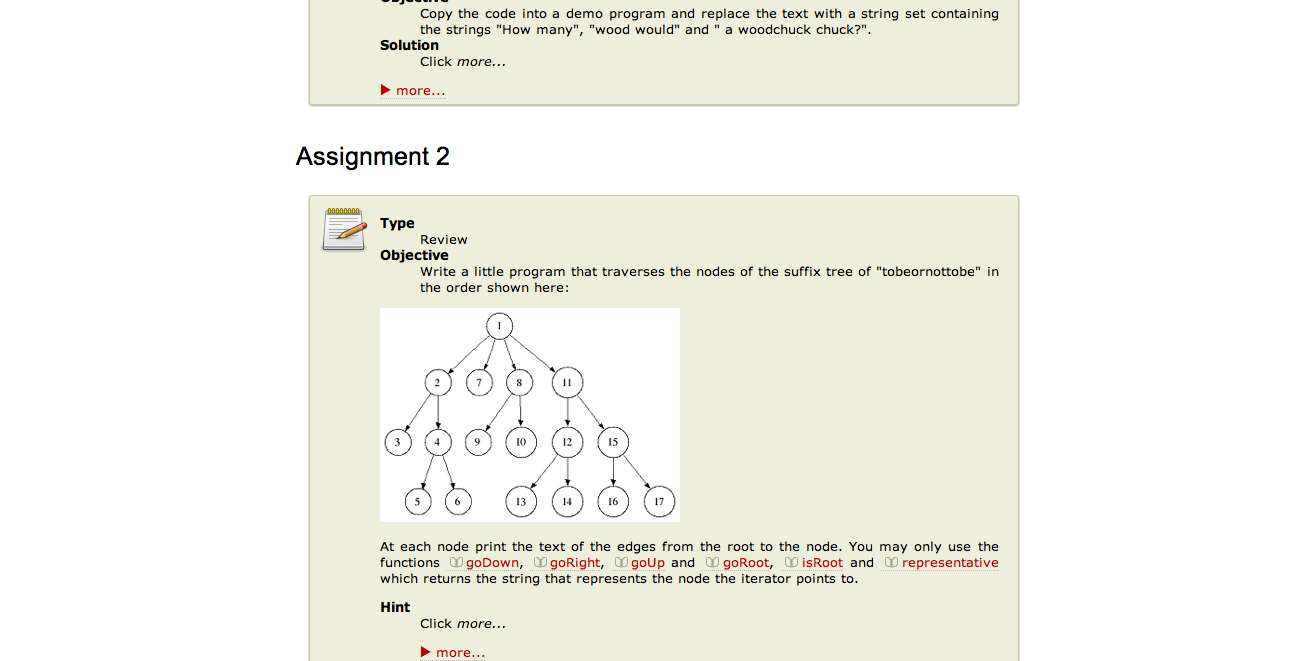 Objective
Copy the code into a demo program and replace the text with a string set containing
the strings "How many", "wood would" and " a woodchuck chuck?".
Solution
Click more...
more...
Assignment 2
Type
Review
Objective
Write a little program that traverses the nodes of the suffix tree of "tobeornottobe" in
the order shown here:
1
2 7 8 11
3 4 9 10 12 15
5 6 13 14 16 17
At each node print the text of the edges from the root to the node. You may only use the
functions goDown, goRight, goUp and goRoot, isRoot and representative
which returns the string that represents the node the iterator points to.
Hint
Click more...
more...